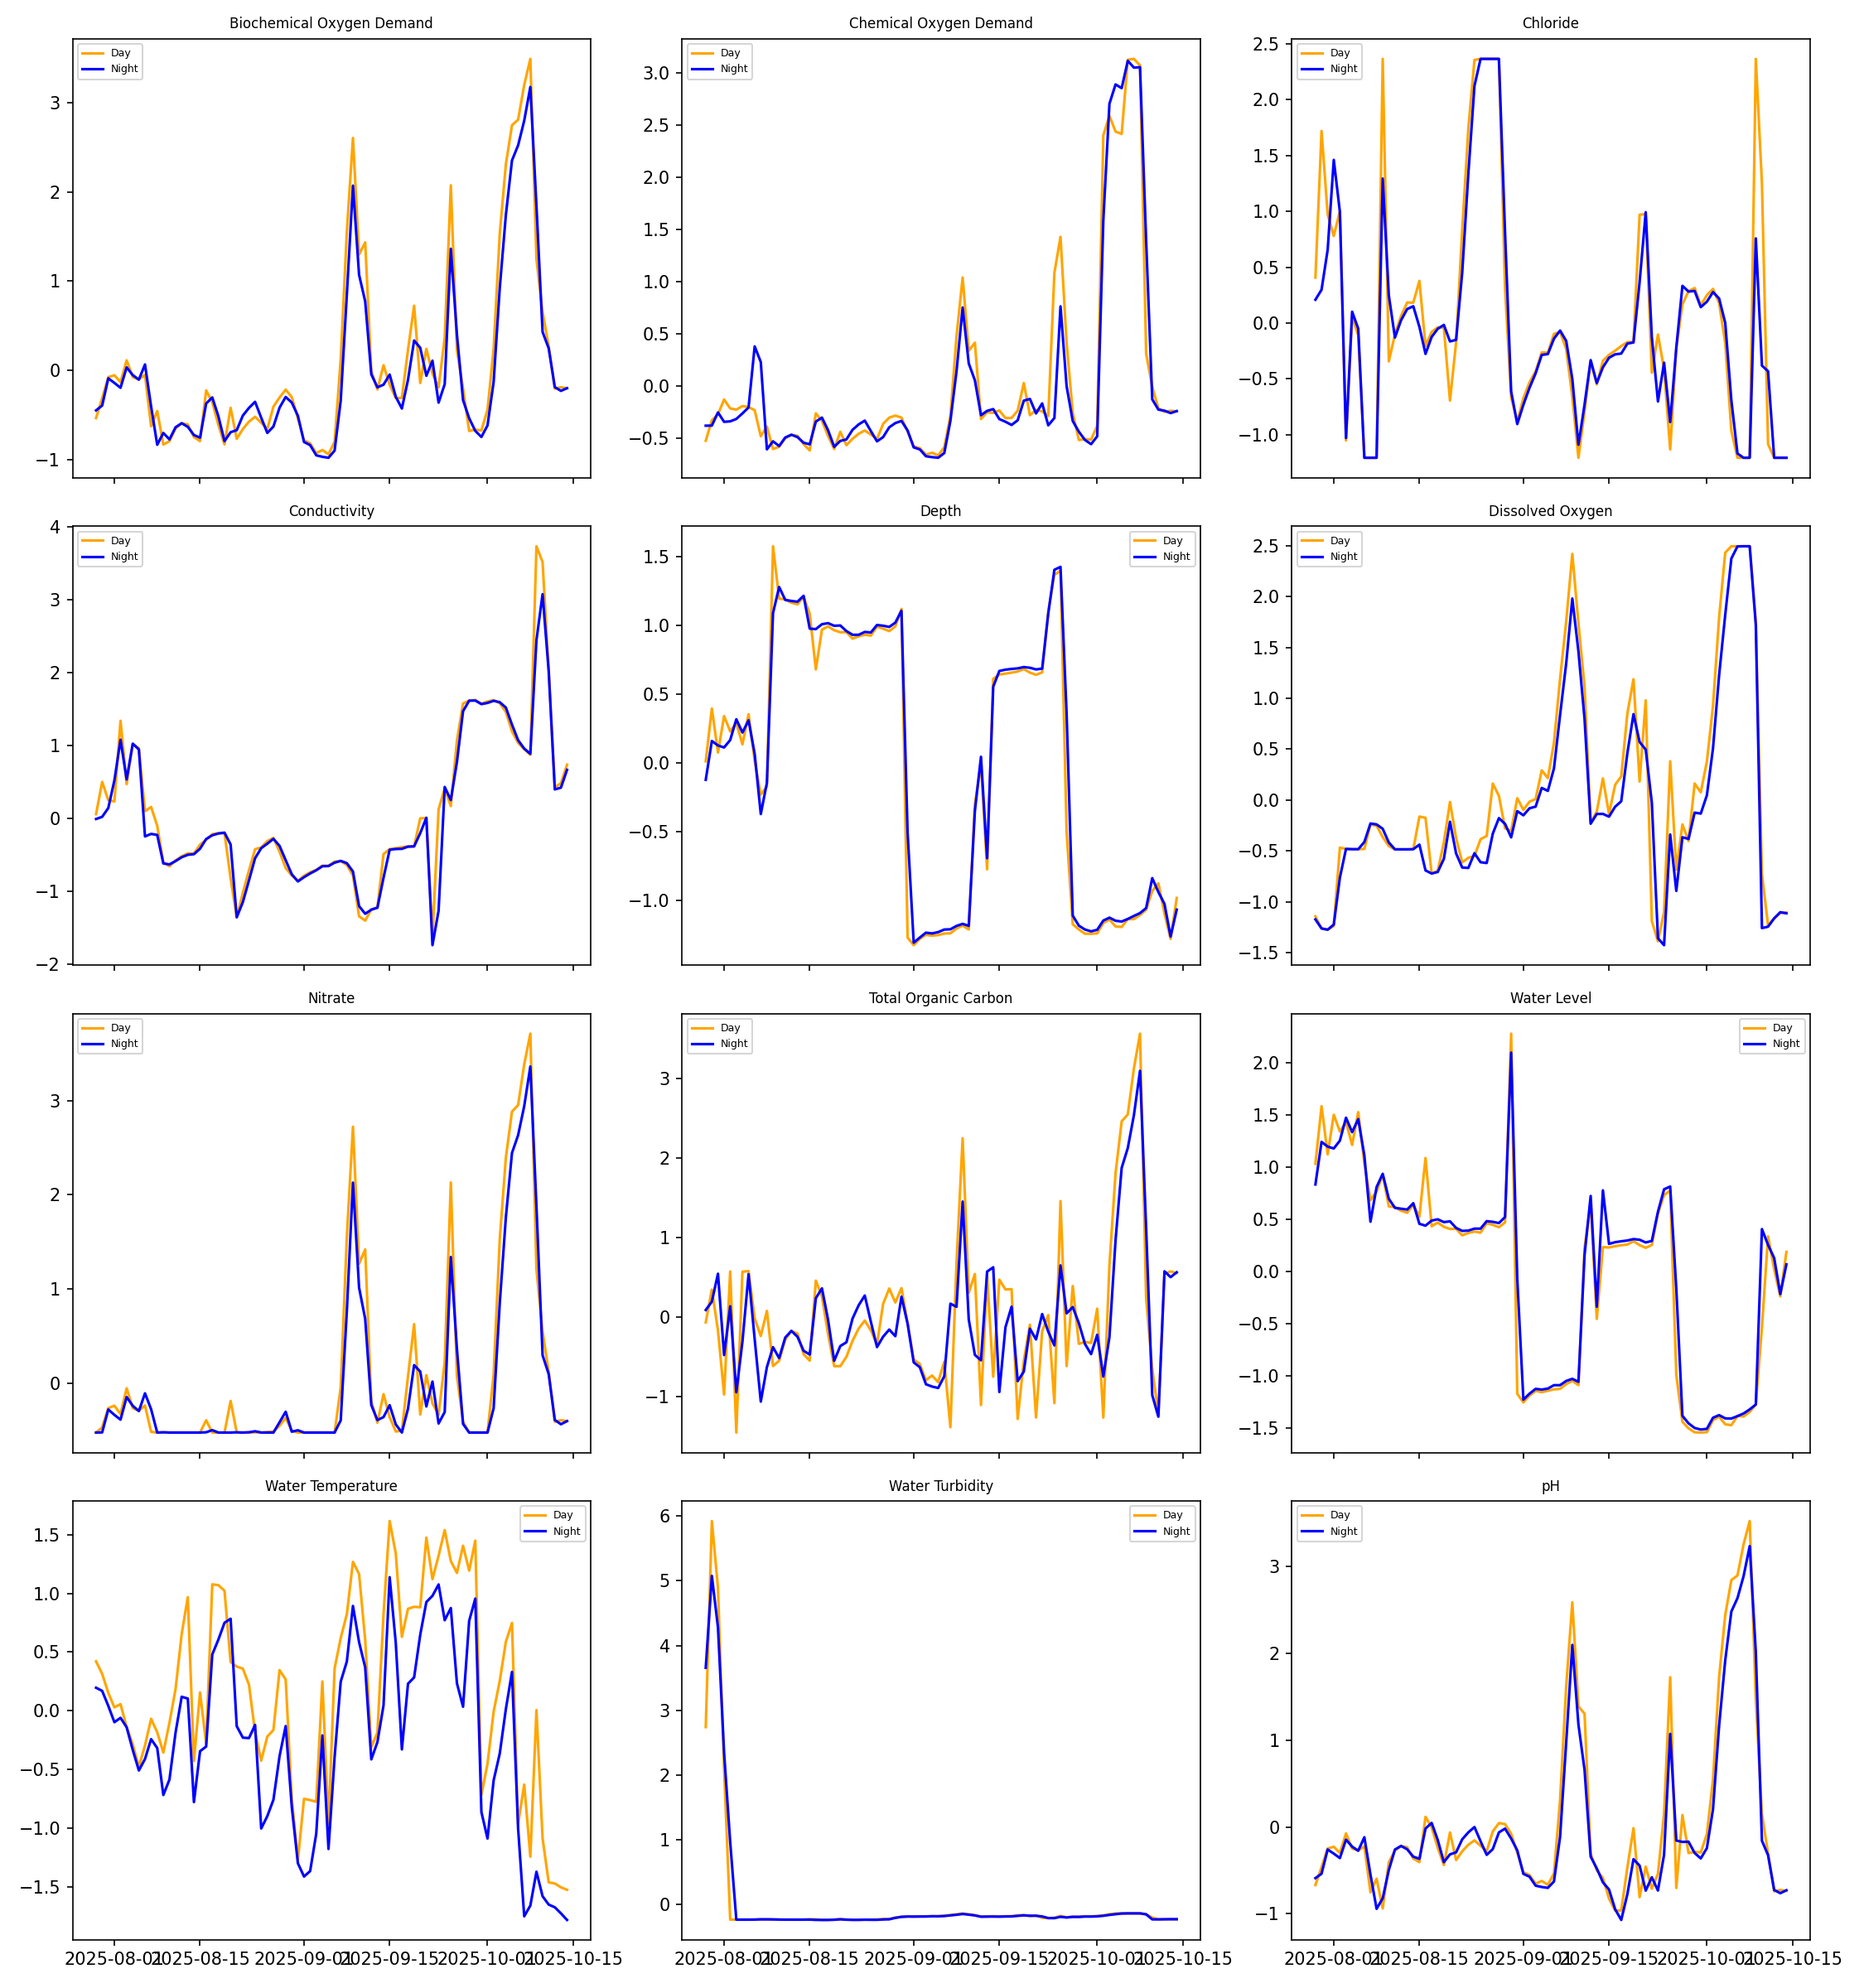 Biochemical Oxygen Demand
Day
Night
3
2
1
0
−1
Chemical Oxygen Demand
Day
Night
3.0
2.5
2.0
1.5
1.0
0.5
0.0
−0.5
Chloride
Day
Night
2.5
2.0
1.5
1.0
0.5
0.0
−0.5
−1.0
Conductivity
Day
Night
4
3
2
1
0
−1
−2
Depth
Day
Night
1.5
1.0
0.5
0.0
−0.5
−1.0
Dissolved Oxygen
Day
Night
2.5
2.0
1.5
1.0
0.5
0.0
−0.5
−1.0
−1.5
Nitrate
Day
Night
3
2
1
0
Total Organic Carbon
Day
Night
3
2
1
0
−1
Water Level
Day
Night
2.0
1.5
1.0
0.5
0.0
−0.5
−1.0
−1.5
Water Temperature
Day
Night
1.5
1.0
0.5
0.0
−0.5
−1.0
−1.5
2025-08-01 2025-08-15 2025-09-01 2025-09-15 2025-10-01 2025-10-15
Water Turbidity
Day
Night
6
5
4
3
2
1
0
2025-08-01 2025-08-15 2025-09-01 2025-09-15 2025-10-01 2025-10-15
pH
Day
Night
3
2
1
0
−1
2025-08-01 2025-08-15 2025-09-01 2025-09-15 2025-10-01 2025-10-15